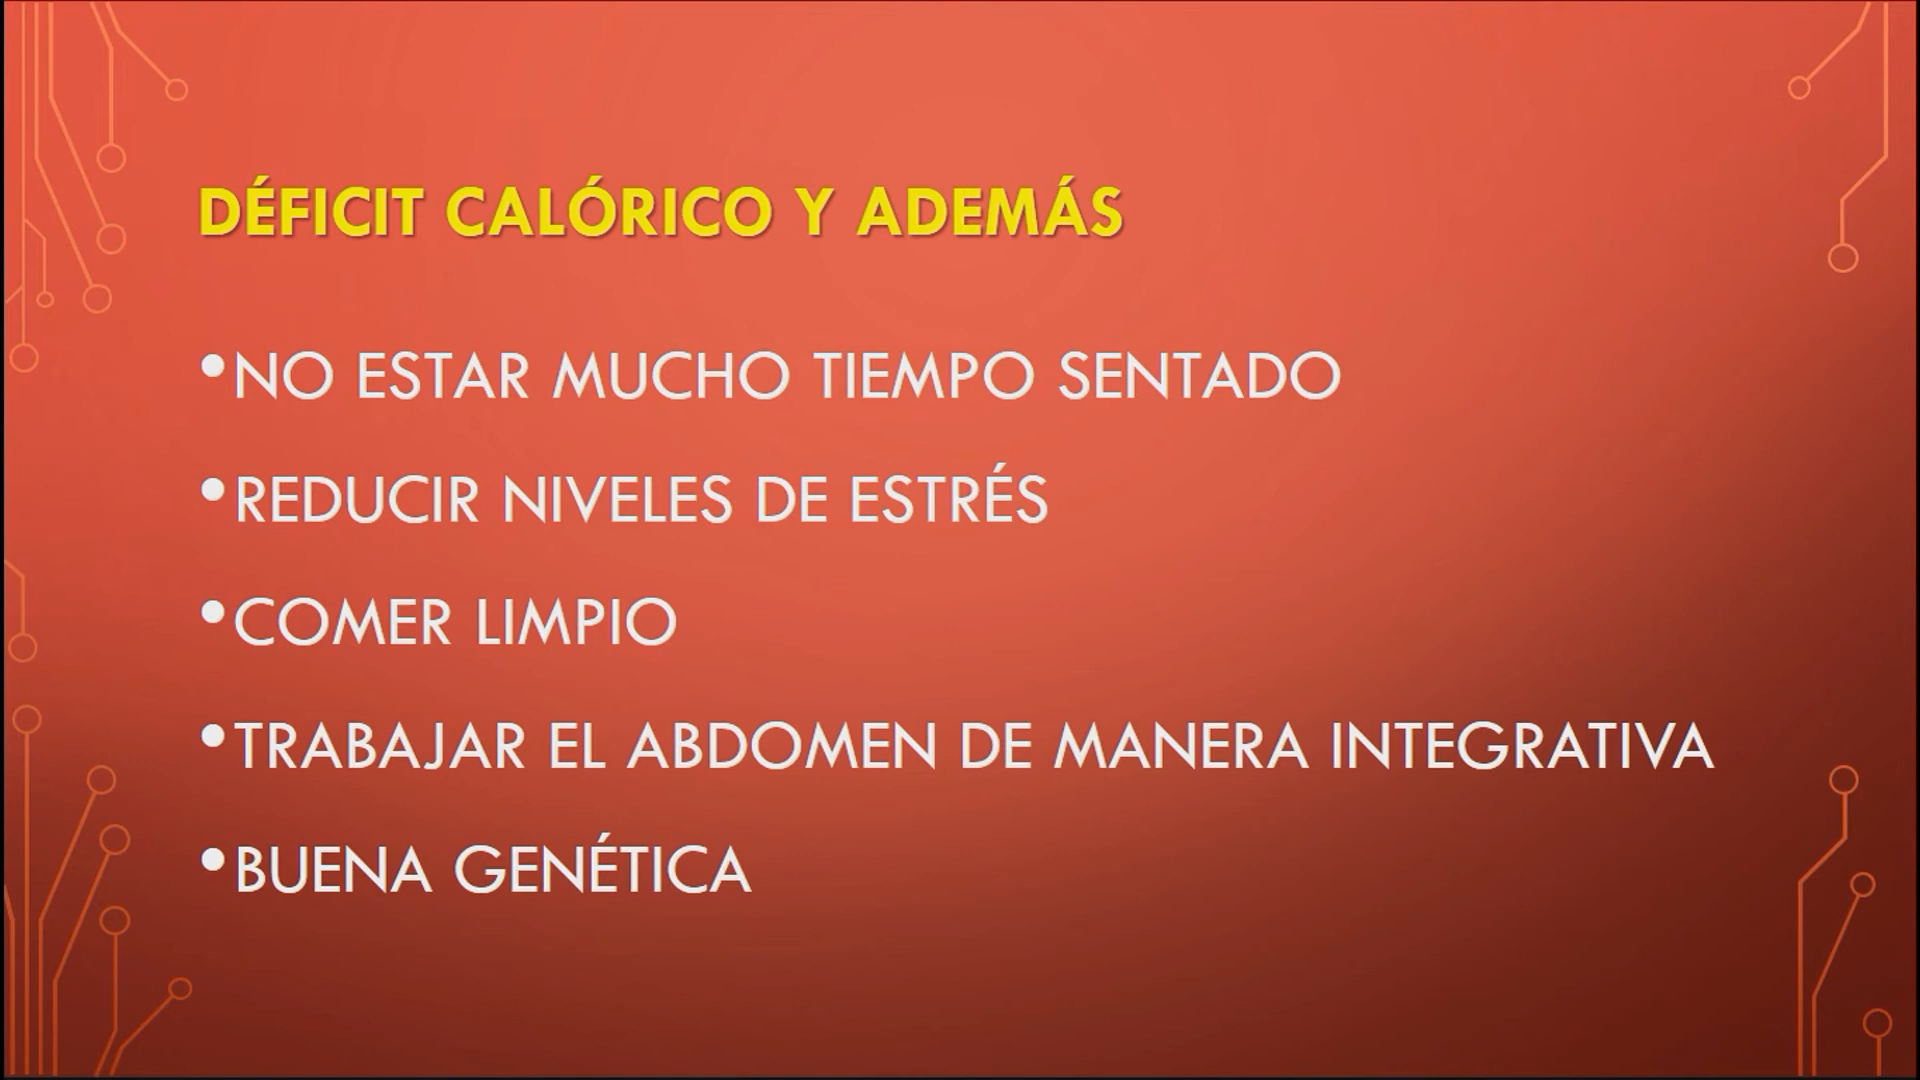 DÉFICIT CALÓRICO Y ADEMÁS
•NO ESTAR MUCHO TIEMPO SENTADO
•REDUCIR NIVELES DE ESTRÉS
•COMER LIMPIO
•TRABAJAR EL ABDOMEN DE MANERA INTEGRATIVA
•BUENA GENÉTICA